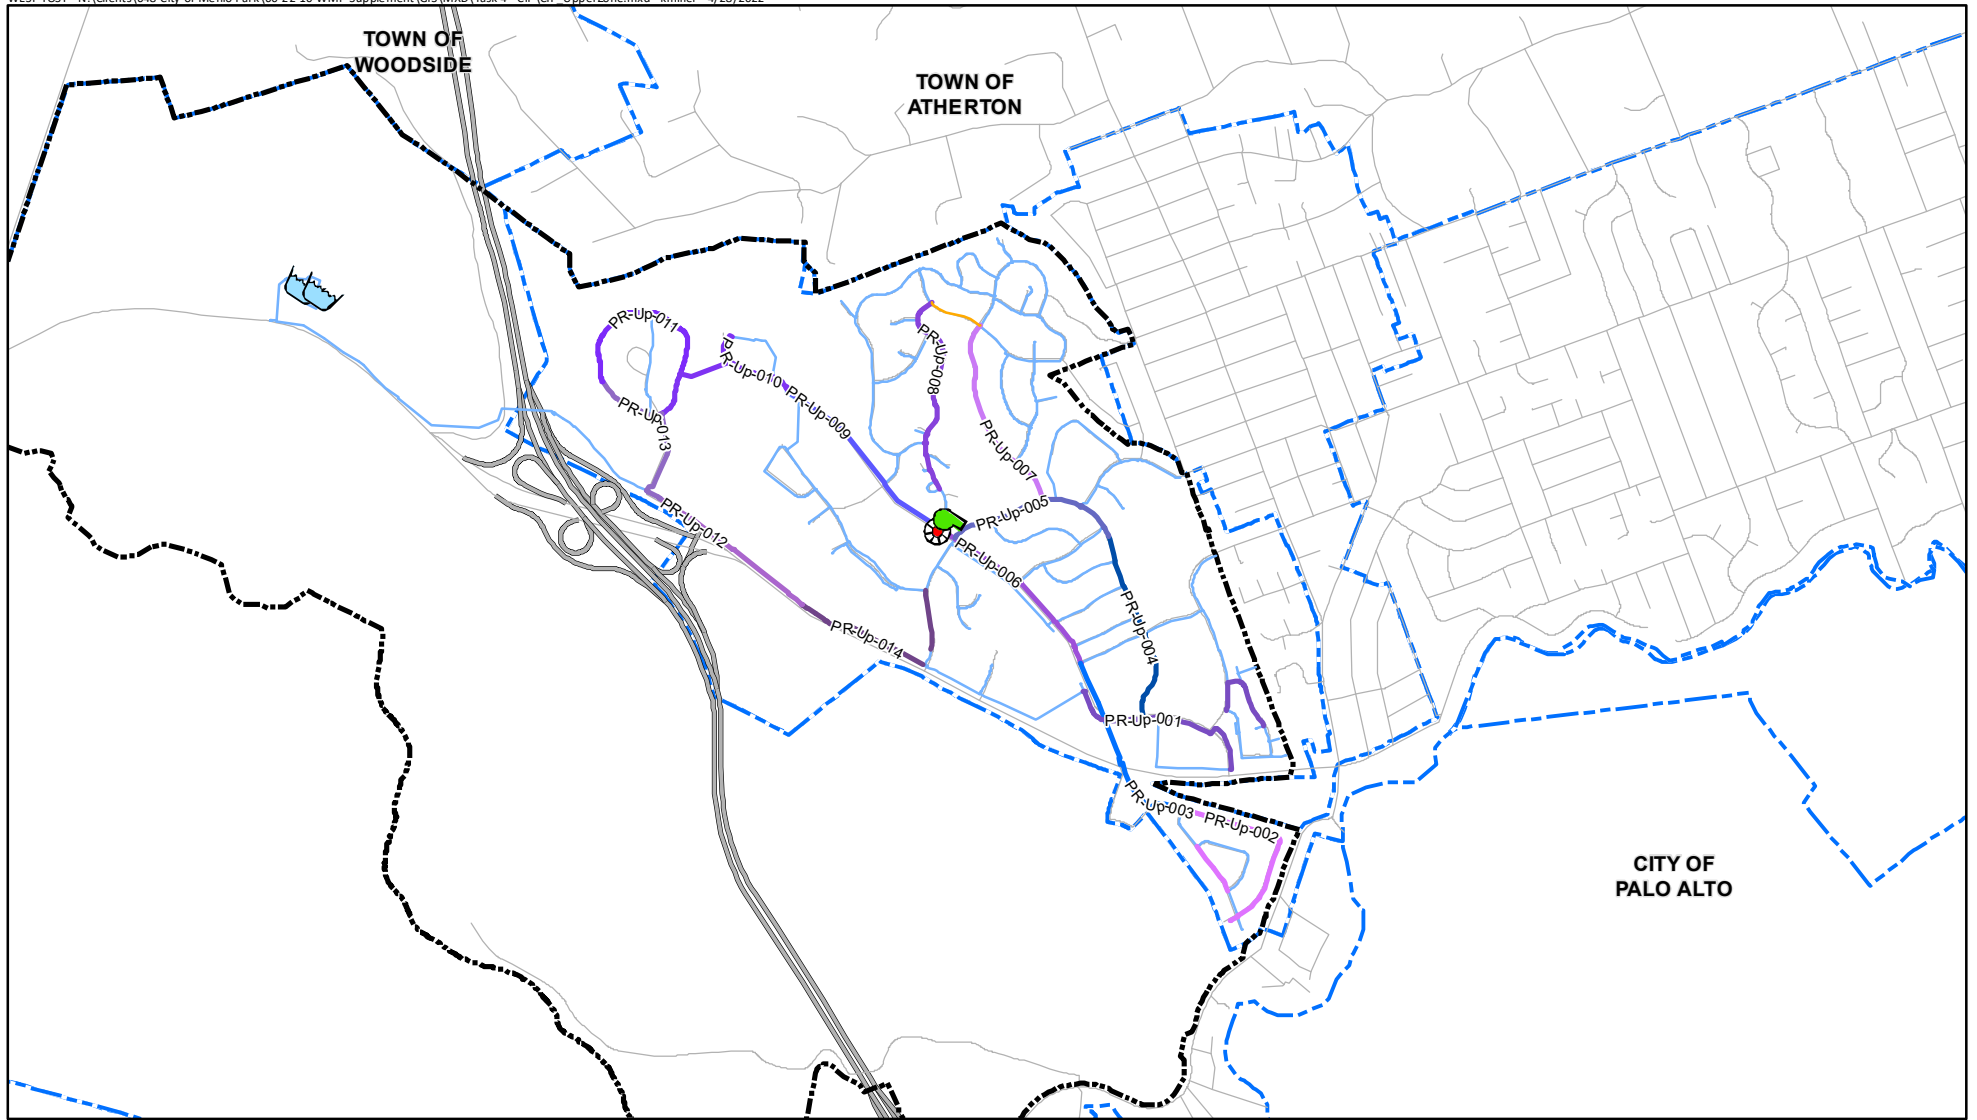 TOWN OF
WOODSIDE
TOWN OF
ATHERTON
PR-Up-011
PR-Up-010
PR-Up-009
PR-Up-008
PR-Up-013
PR-Up-007
PR-Up-012
PR-Up-005
PR-Up-006
PR-Up-004
PR-Up-014
PR-Up-001
PR-Up-003
PR-Up-002
CITY OF
PALO ALTO